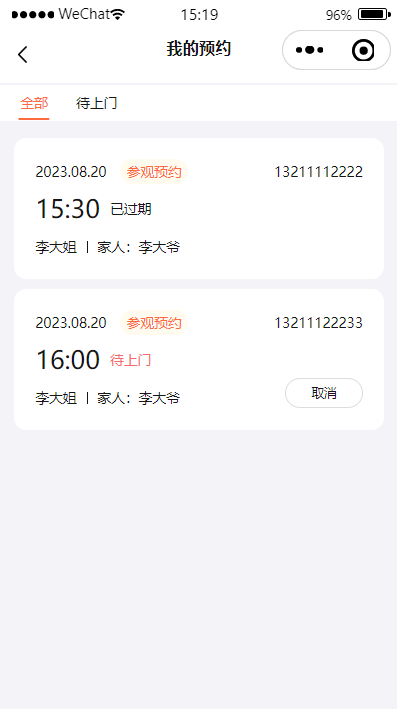 WeChat 15:19 96%
我的预约
全部 待上门
2023.08.20 参观预约 13211112222
15:30 已过期
李大姐 丨 家人：李大爷
2023.08.20 参观预约 13211122233
16:00 待上门
李大姐 丨 家人：李大爷
取消